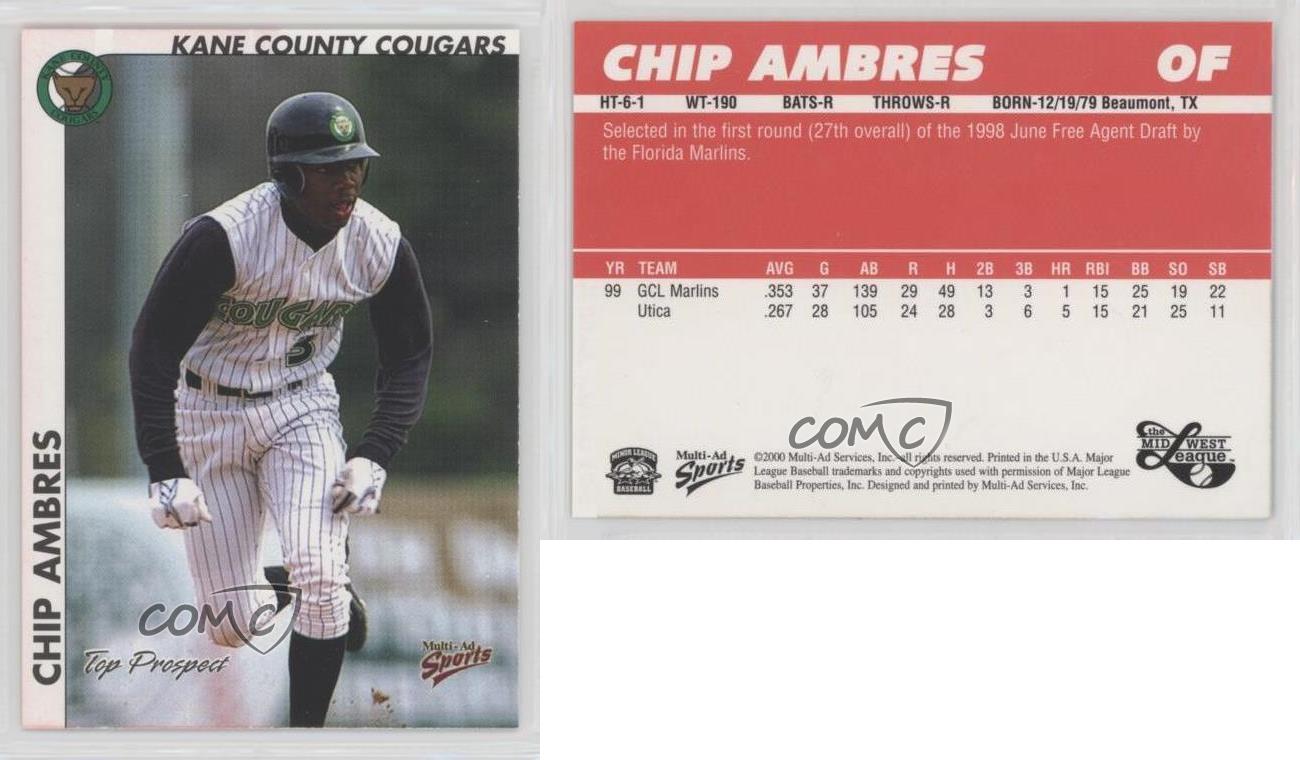 KANE COUNTY COUGARS
KANE COUNTY
COUGARS
COUGARS
3
CHIP AMBRES
COMC
Top Prospect
Multi-Ad
Sports
CHIP AMBRES OF
HT-6-1 WT-190 BATS-R THROWS-R BORN-12/19/79 Beaumont, TX
Selected in the first round (27th overall) of the 1998 June Free Agent Draft by
the Florida Marlins.
YR TEAM AVG G AB R H 2B 3B HR RBI BB SO SB
99 GCL Marlins .353 37 139 29 49 13 3 1 15 25 19 22
Utica .267 28 105 24 28 3 6 5 15 21 25 11
COMC
MINOR LEAGUE
BASEBALL
Multi-Ad
Sports
©2000 Multi-Ad Services, Inc. all rights reserved. Printed in the U.S.A. Major
League Baseball trademarks and copyrights used with permission of Major League
Baseball Properties, Inc. Designed and printed by Multi-Ad Services, Inc.
the
MIDWEST
League™